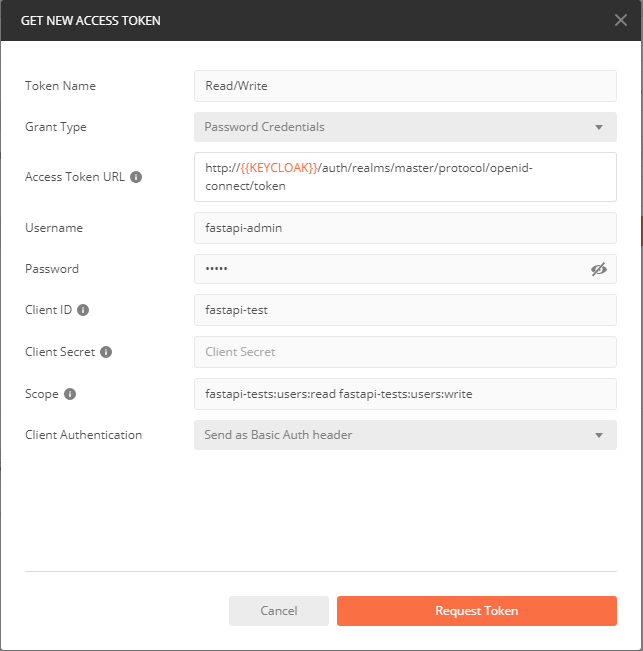 GET NEW ACCESS TOKEN
Token Name
Read/Write
Grant Type
Password Credentials
Access Token URL
http://{{KEYCLOAK}}/auth/realms/master/protocol/openid-
connect/token
Username
fastapi-admin
Password
•••••
Client ID
fastapi-test
Client Secret
Client Secret
Scope
fastapi-tests:users:read fastapi-tests:users:write
Client Authentication
Send as Basic Auth header
Cancel
Request Token